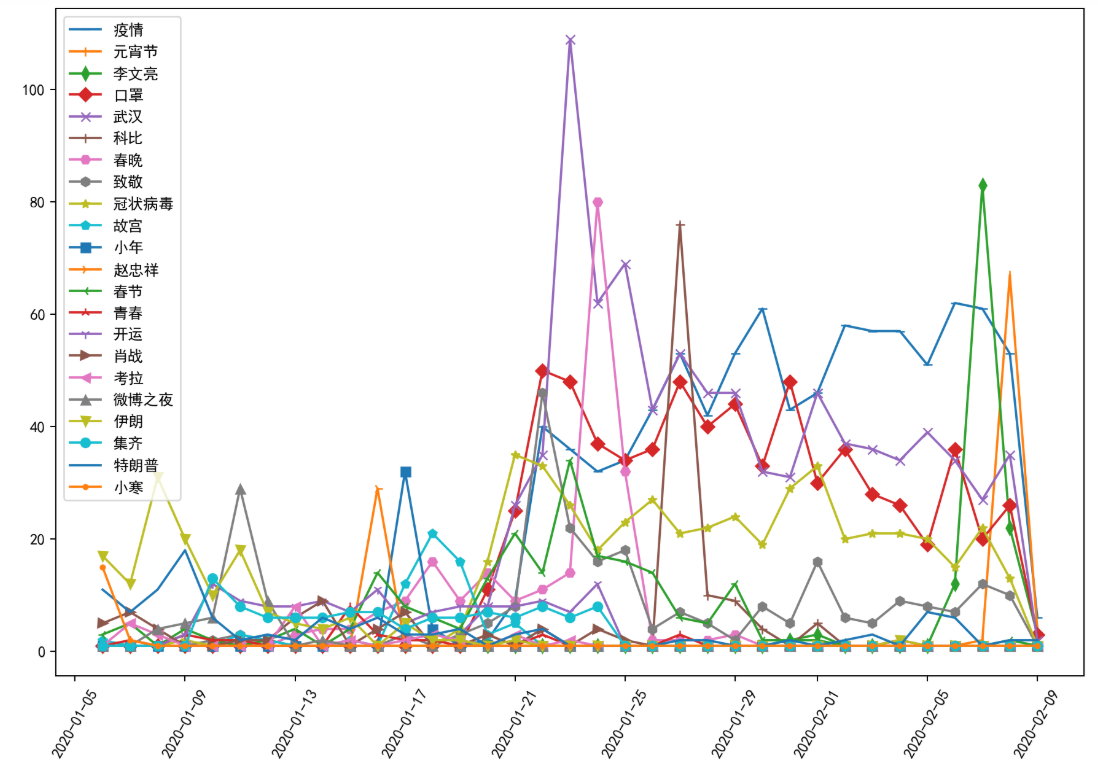 疫情
元宵节
李文亮
口罩
武汉
科比
春晚
致敬
冠状病毒
故宫
小年
赵忠祥
春节
青春
开运
肖战
考拉
微博之夜
伊朗
集齐
特朗普
小寒
100
80
60
40
20
0
2020-01-05
2020-01-09
2020-01-13
2020-01-17
2020-01-21
2020-01-25
2020-01-29
2020-02-01
2020-02-05
2020-02-09